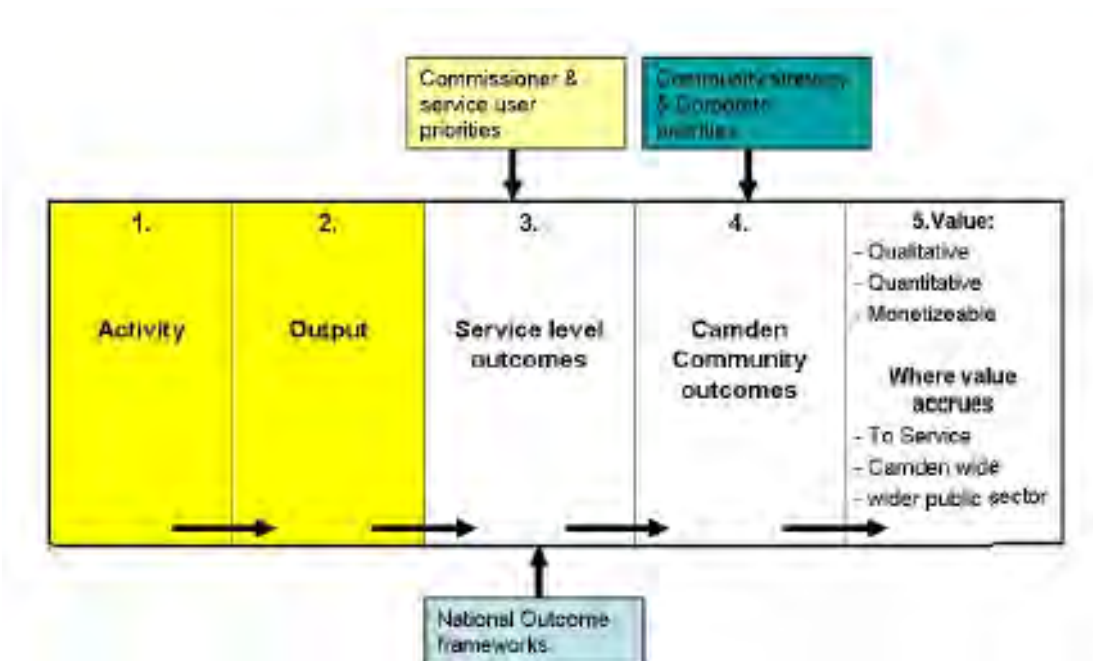 Commissioner &
service user
priorities
Community strategy
& Corporate
priorities
1.
Activity
2.
Output
3.
Service level
outcomes
4.
Camden
Community
outcomes
5.Value:
- Qualitative
- Quantitative
- Monetizeable
Where value
accrues
- To Service
- Camden wide
- wider public sector
National Outcome
frameworks